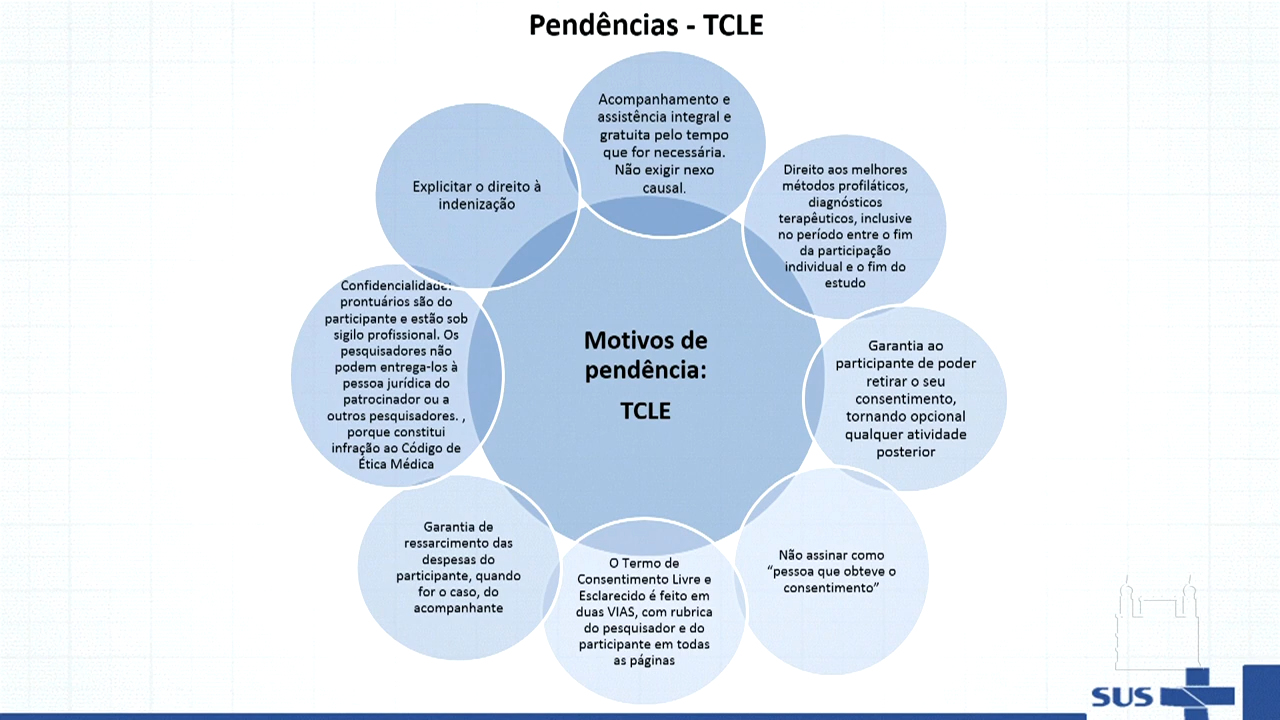 Pendências - TCLE
Acompanhamento e
assistência integral e
gratuita pelo tempo
que for necessária.
Não exigir nexo
causal.
Direito aos melhores
métodos profiláticos,
diagnósticos
terapêuticos, inclusive
no período entre o fim
da participação
individual e o fim do
estudo
Garantia ao
participante de poder
retirar o seu
consentimento,
tornando opcional
qualquer atividade
posterior
Não assinar como
“pessoa que obteve o
consentimento”
O Termo de
Consentimento Livre e
Esclarecido é feito em
duas VIAS, com rubrica
do pesquisador e do
participante em todas
as páginas
Garantia de
ressarcimento das
despesas do
participante, quando
for o caso, do
acompanhante
Confidencialidade:
prontuários são do
participante e estão sob
sigilo profissional. Os
pesquisadores não
podem entrega-los à
pessoa jurídica do
patrocinador ou a
outros pesquisadores. ,
porque constitui
infração ao Código de
Ética Médica
Explicitar o direito à
indenização
Motivos de
pendência:
TCLE
SUS